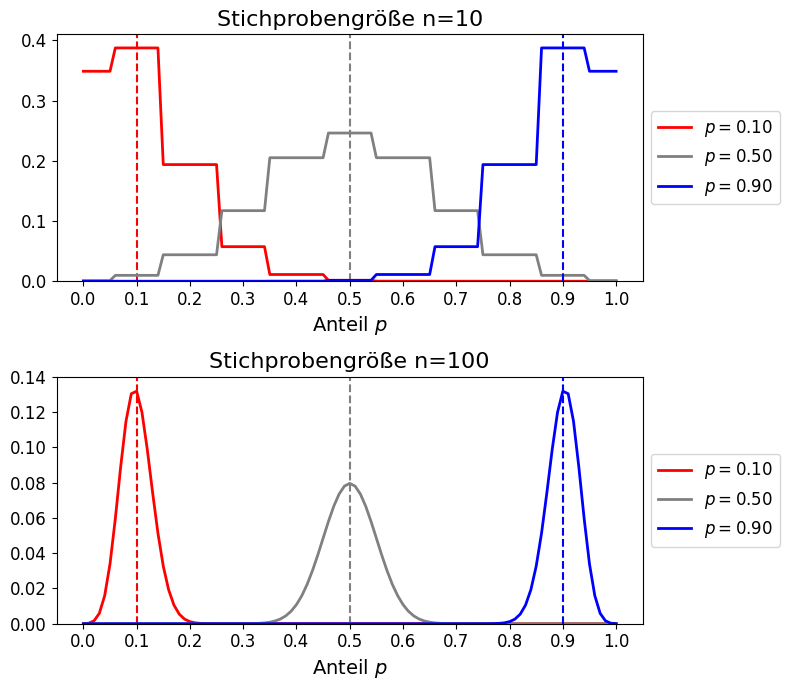 Stichprobengröße n=10
0.4
0.3
0.2
0.1
0.0
0.0 0.1 0.2 0.3 0.4 0.5 0.6 0.7 0.8 0.9 1.0
Anteil p
p = 0.10
p = 0.50
p = 0.90
Stichprobengröße n=100
0.14
0.12
0.10
0.08
0.06
0.04
0.02
0.00
0.0 0.1 0.2 0.3 0.4 0.5 0.6 0.7 0.8 0.9 1.0
Anteil p
p = 0.10
p = 0.50
p = 0.90